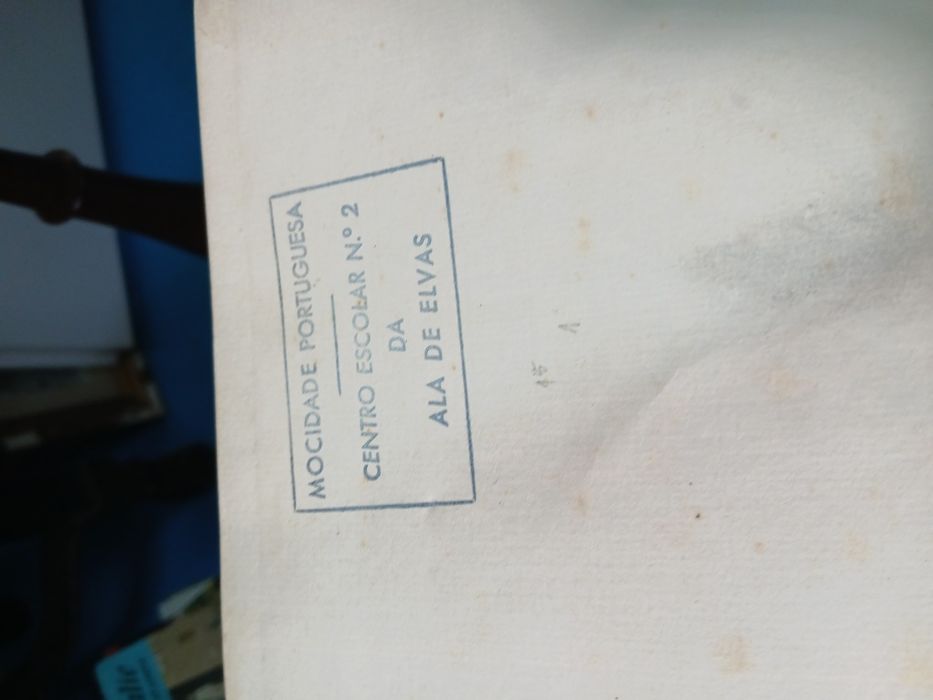 MOCIDADE PORTUGUESA
CENTRO ESCOLAR N.º 2
DA
ALA DE ELVAS